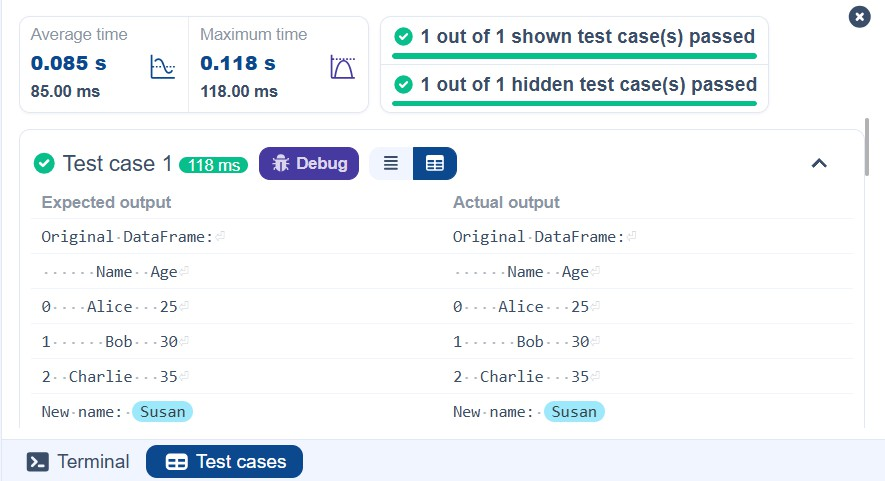 Average time
0.085 s
85.00 ms
Maximum time
0.118 s
118.00 ms
1 out of 1 shown test case(s) passed
1 out of 1 hidden test case(s) passed
Test case 1 118 ms Debug
Expected output Actual output
Original·DataFrame:⏎ Original·DataFrame:⏎
······Name··Age⏎ ······Name··Age⏎
0····Alice···25⏎ 0····Alice···25⏎
1······Bob···30⏎ 1······Bob···30⏎
2··Charlie···35⏎ 2··Charlie···35⏎
New·name:·Susan New·name:·Susan
Terminal Test cases